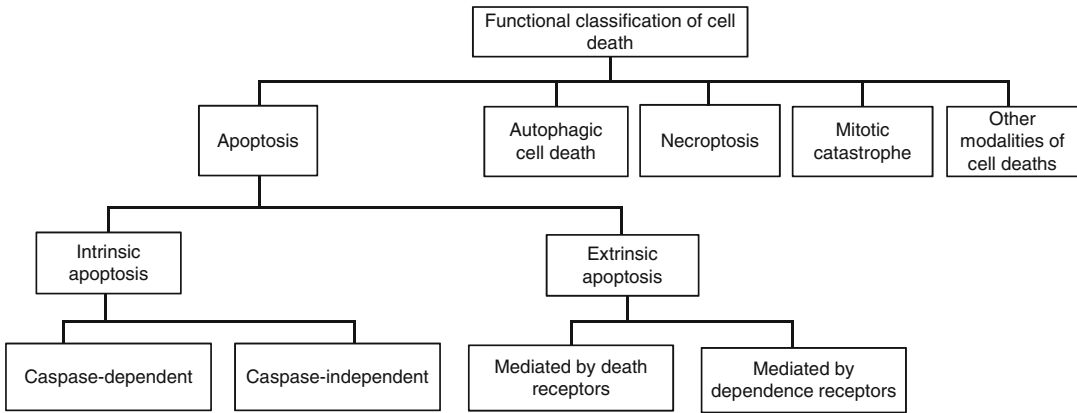 Functional classification of cell
death
Apoptosis
Autophagic
cell death
Necroptosis
Mitotic
catastrophe
Other
modalities of
cell deaths
Intrinsic
apoptosis
Extrinsic
apoptosis
Caspase-dependent
Caspase-independent
Mediated by death
receptors
Mediated by
dependence receptors